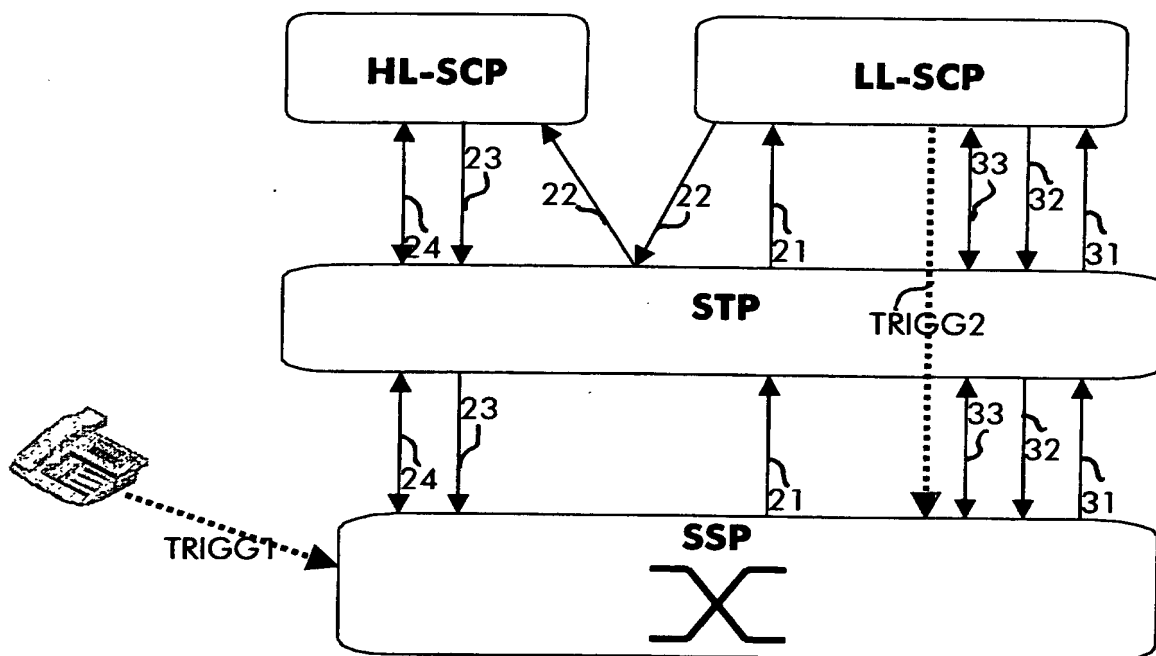 HL-SCP LL-SCP
23 22 22 33 32
24 21 31
STP
TRIGG2
23 33 32
24 21 31
TRIGG1
SSP